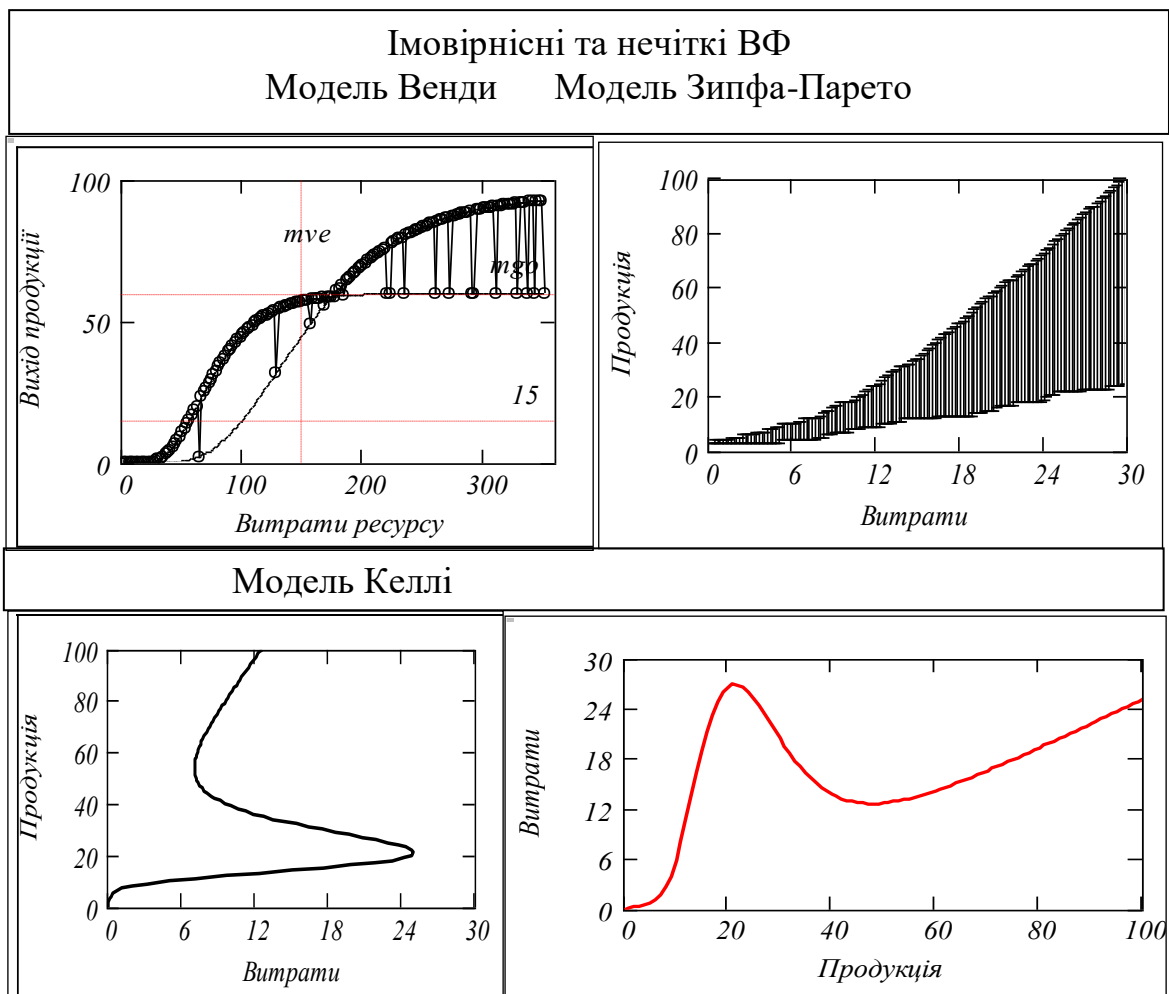 Імовірнісні та нечіткі ВФ
Модель Венди Модель Зипфа-Парето
100
50
0
0 100 200 300
mve
mgo
15
Вихід продукції
Витрати ресурсу
100
80
60
40
20
0
0 6 12 18 24 30
Продукція
Витрати
Модель Келлі
100
80
60
40
20
0
0 6 12 18 24 30
Продукція
Витрати
30
24
18
12
6
0
0 20 40 60 80 100
Витрати
Продукція